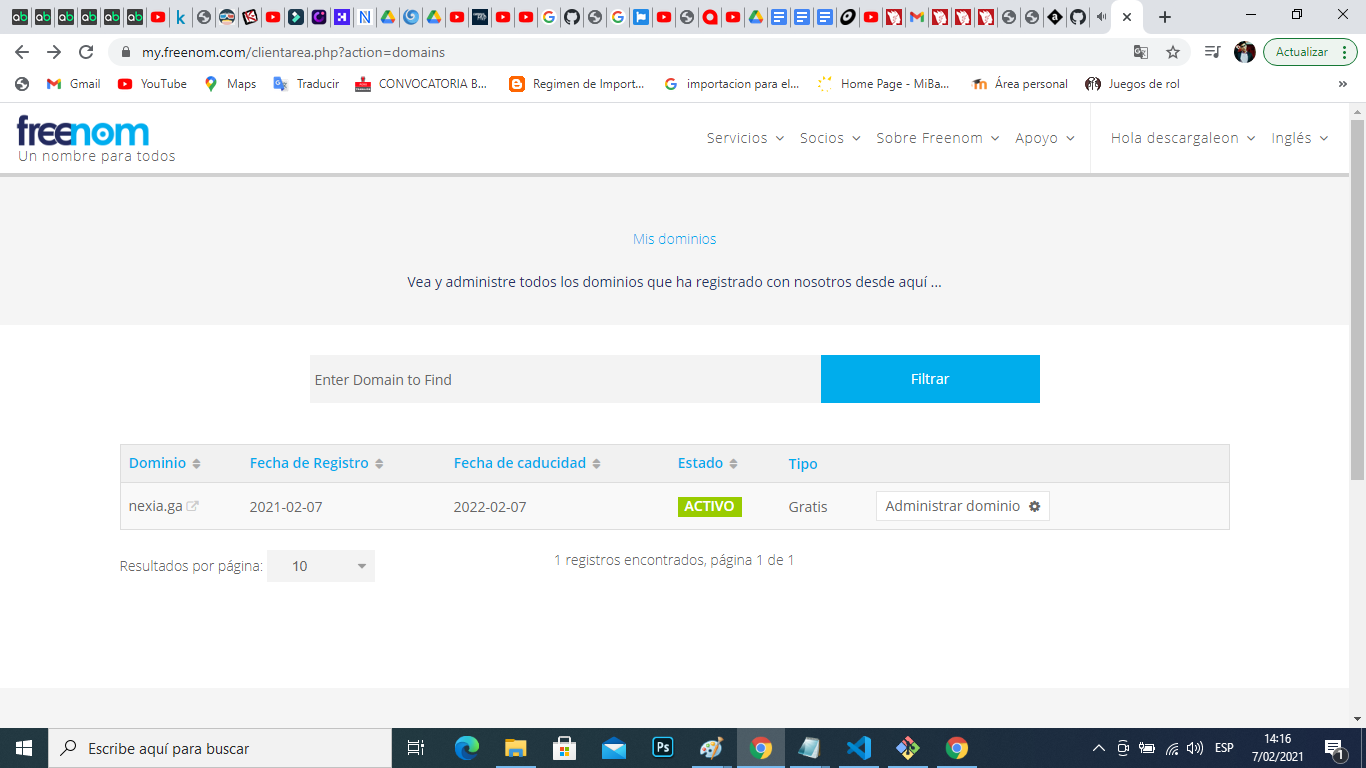 my.freenom.com/clientarea.php?action=domains
Actualizar
Gmail
YouTube
Maps
Traducir
CONVOCATORIA B...
Regimen de Import...
importacion para el...
Home Page - MiBa...
Área personal
Juegos de rol
»
freenom
Un nombre para todos
Servicios
Socios
Sobre Freenom
Apoyo
Hola descargaleon
Inglés
Mis dominios
Vea y administre todos los dominios que ha registrado con nosotros desde aquí ...
Enter Domain to Find
Filtrar
Dominio Fecha de Registro Fecha de caducidad Estado Tipo
nexia.ga 2021-02-07 2022-02-07 ACTIVO Gratis Administrar dominio
Resultados por página: 10
1 registros encontrados, página 1 de 1
Escribe aquí para buscar
Ps
ESP
14:16
7/02/2021
1